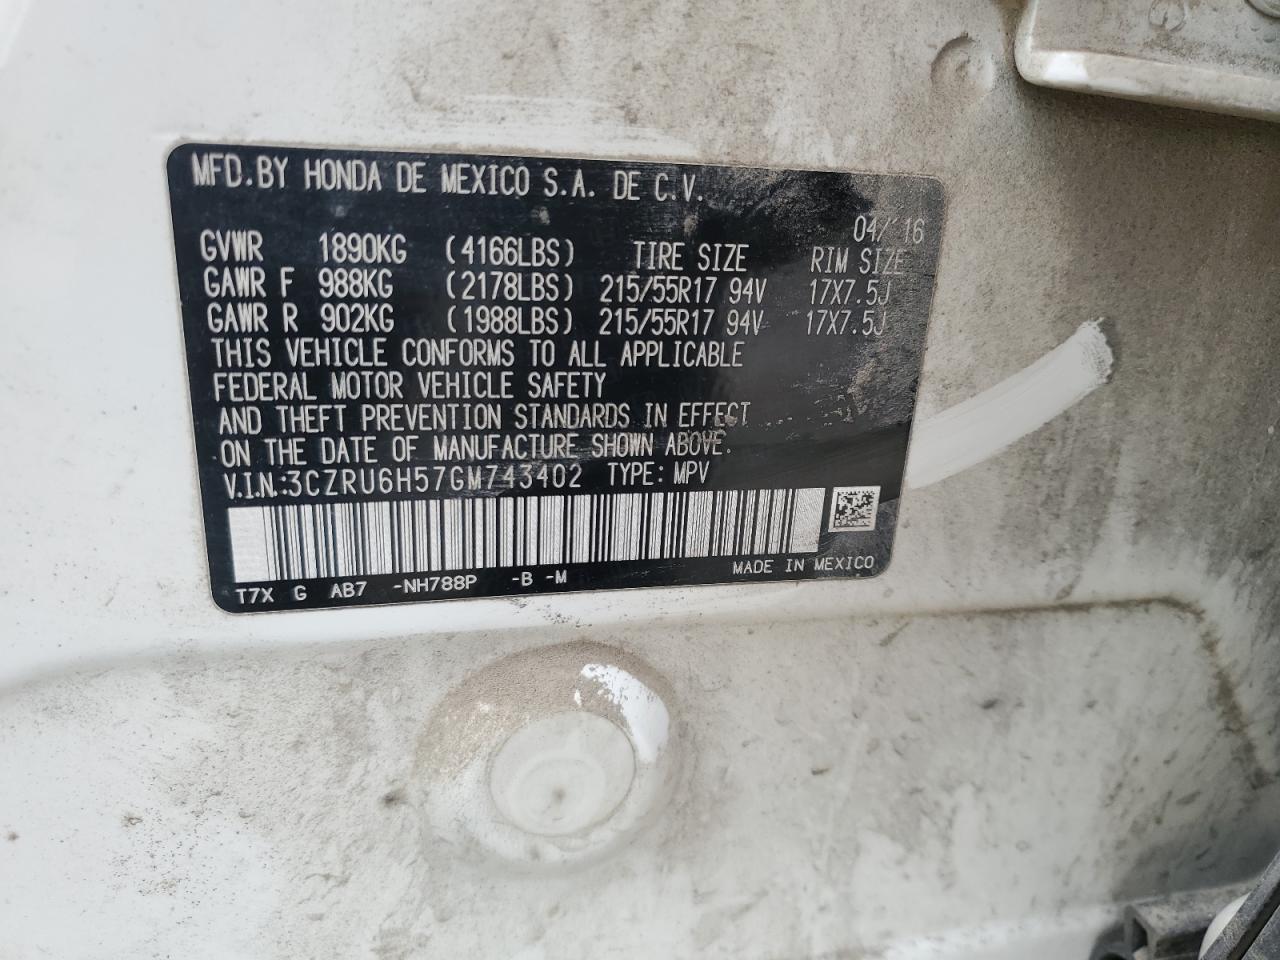 MFD.BY HONDA DE MEXICO S.A. DE C.V.
04/'16
GVWR 1890KG (4166LBS) TIRE SIZE RIM SIZE
GAWR F 988KG (2178LBS) 215/55R17 94V 17X7.5J
GAWR R 902KG (1988LBS) 215/55R17 94V 17X7.5J
THIS VEHICLE CONFORMS TO ALL APPLICABLE
FEDERAL MOTOR VEHICLE SAFETY
AND THEFT PREVENTION STANDARDS IN EFFECT
ON THE DATE OF MANUFACTURE SHOWN ABOVE.
V.I.N.:3CZRU6H57GM743402 TYPE: MPV
MADE IN MEXICO
T7X G AB7 -NH788P -B -M